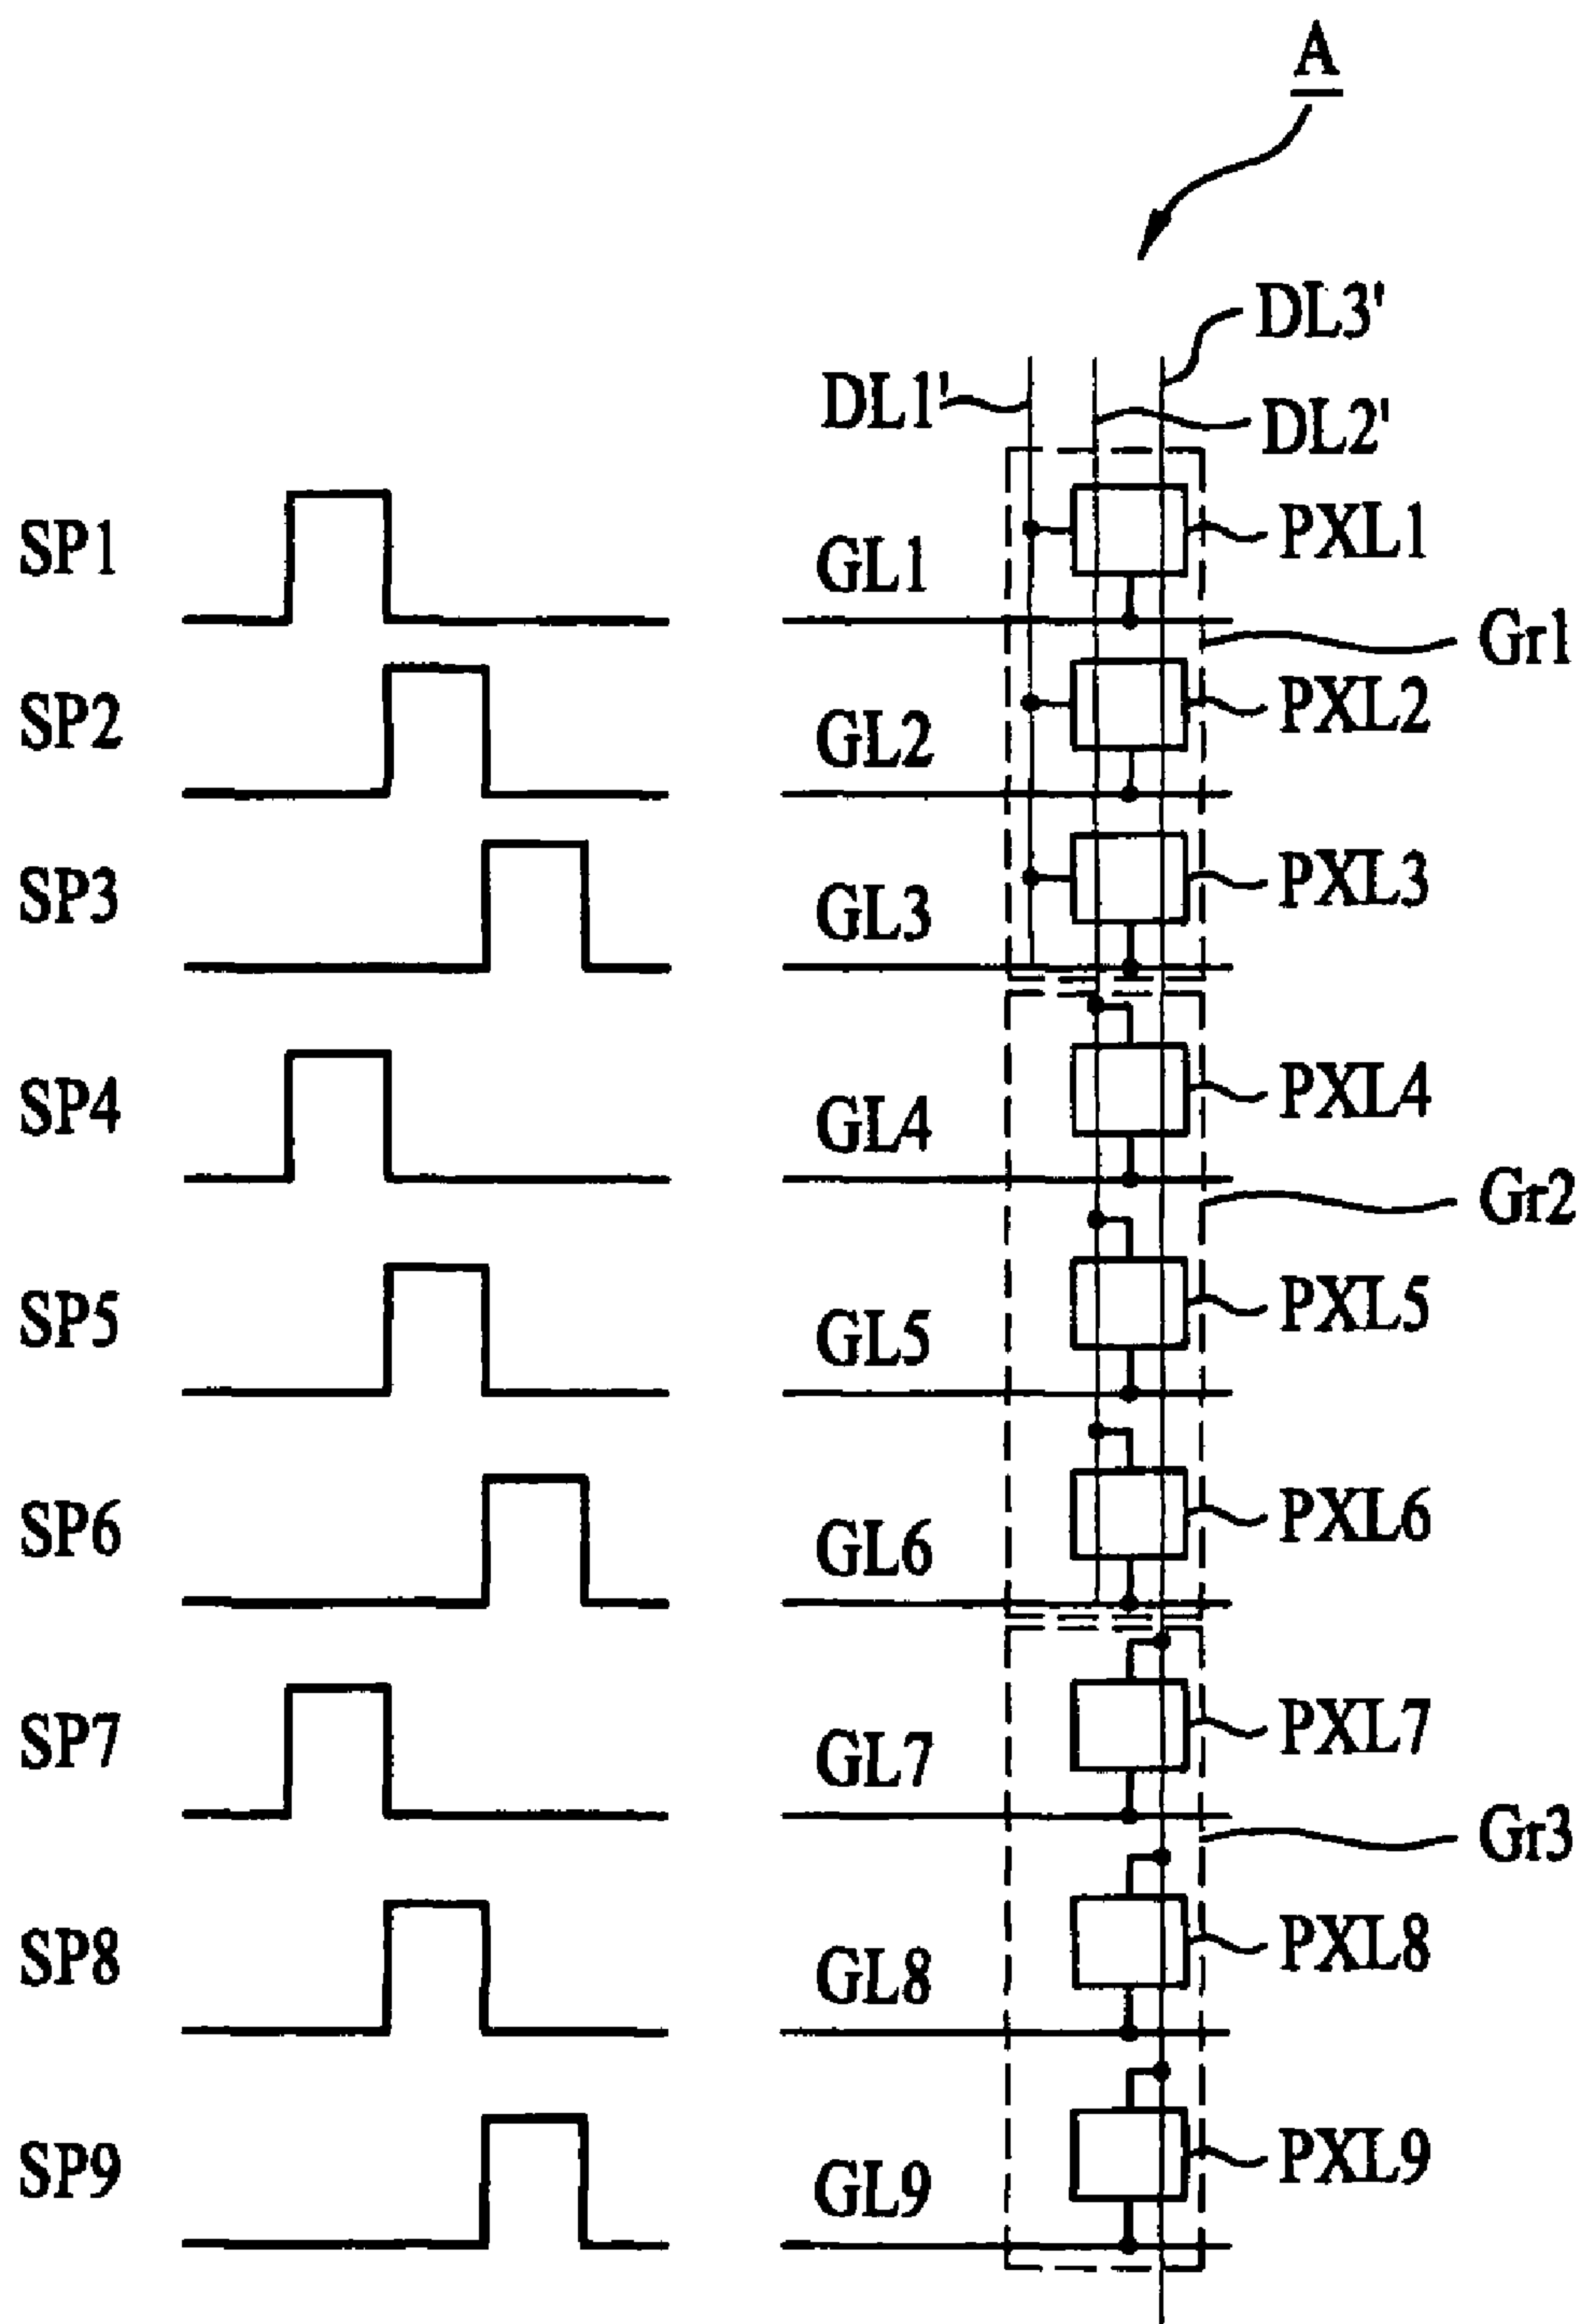 A
DL3'
DL1'
DL2'
SP1
GL1
PXL1
Gr1
SP2
GL2
PXL2
SP3
GL3
PXL3
SP4
GL4
PXL4
Gr2
SP5
GL5
PXL5
SP6
GL6
PXL6
SP7
GL7
PXL7
Gr3
SP8
GL8
PXL8
SP9
GL9
PXL9